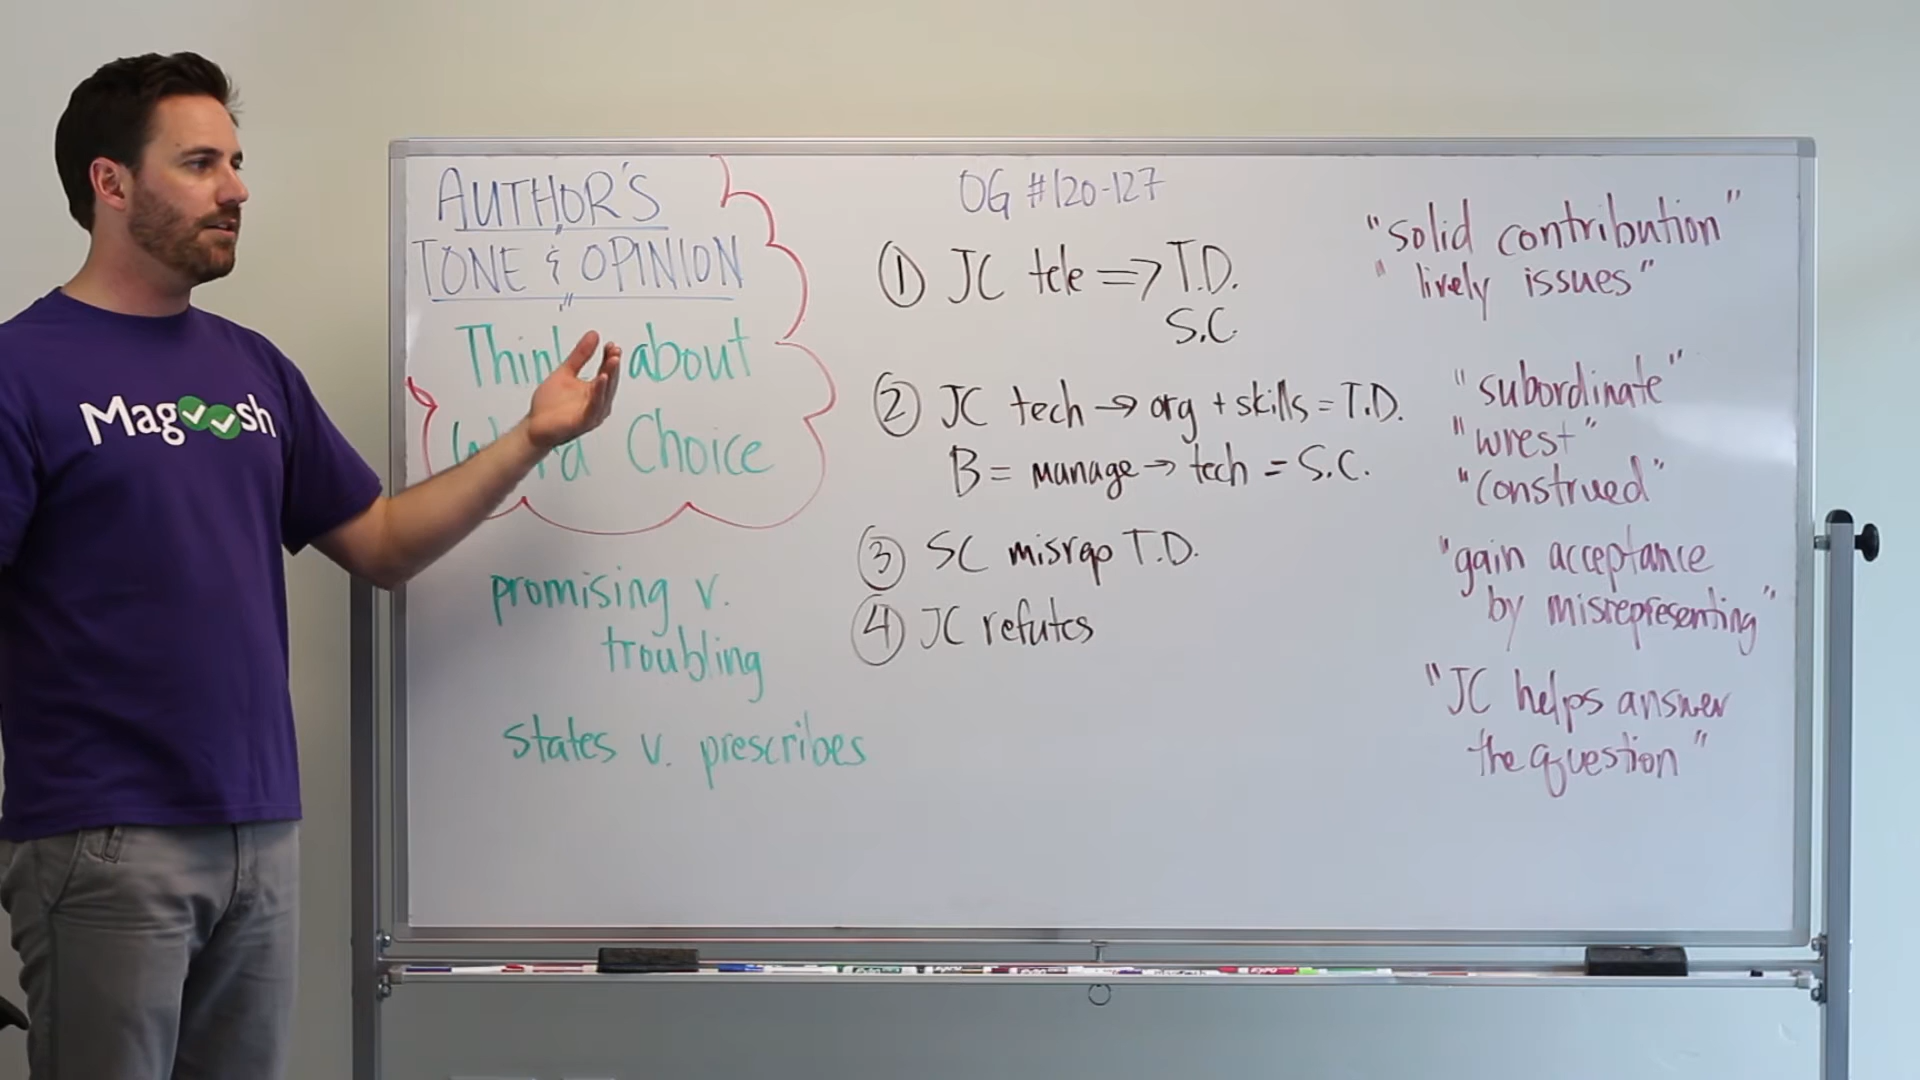 Magoosh
AUTHOR'S
TONE & OPINION
Think about
Word Choice
promising v.
troubling
states v. prescribes
OG #120-127
① JC tele => T.D.
S.C.
② JC tech → org + skills = T.D.
B = manage → tech = S.C.
③ SC misrep T.D.
④ JC refutes
"solid contribution"
"lively issues"
"subordinate"
"wrest"
"construed"
"gain acceptance
by misrepresenting"
"JC helps answer
the question"